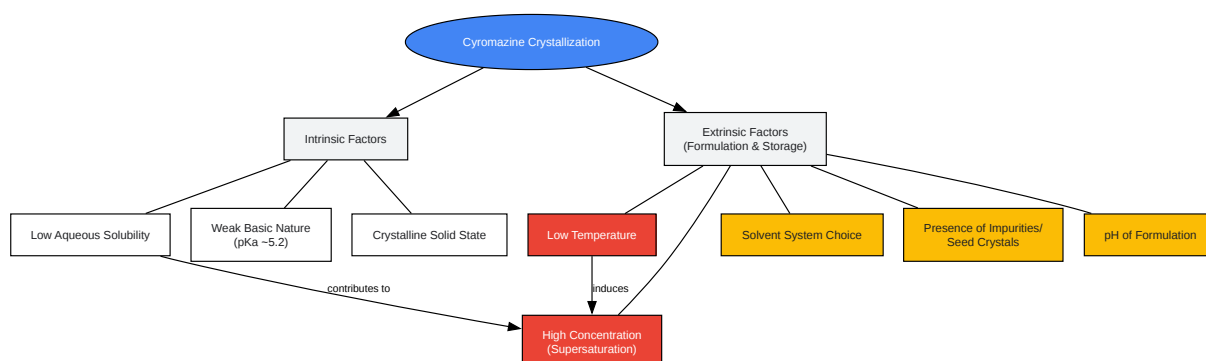 Cyromazine Crystallization
Intrinsic Factors
Extrinsic Factors
(Formulation & Storage)
Low Aqueous Solubility
Weak Basic Nature
(pKa ~5.2)
Crystalline Solid State
Low Temperature
Solvent System Choice
Presence of Impurities/
Seed Crystals
pH of Formulation
contributes to
induces
High Concentration
(Supersaturation)